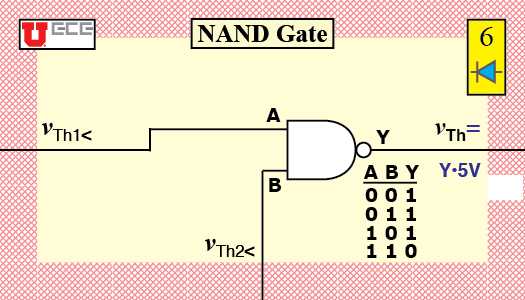 U ECE
NAND Gate
6
A
vTh1<
Y
vTh=
B
Y•5V
A B Y
0 0 1
0 1 1
1 0 1
1 1 0
vTh2<